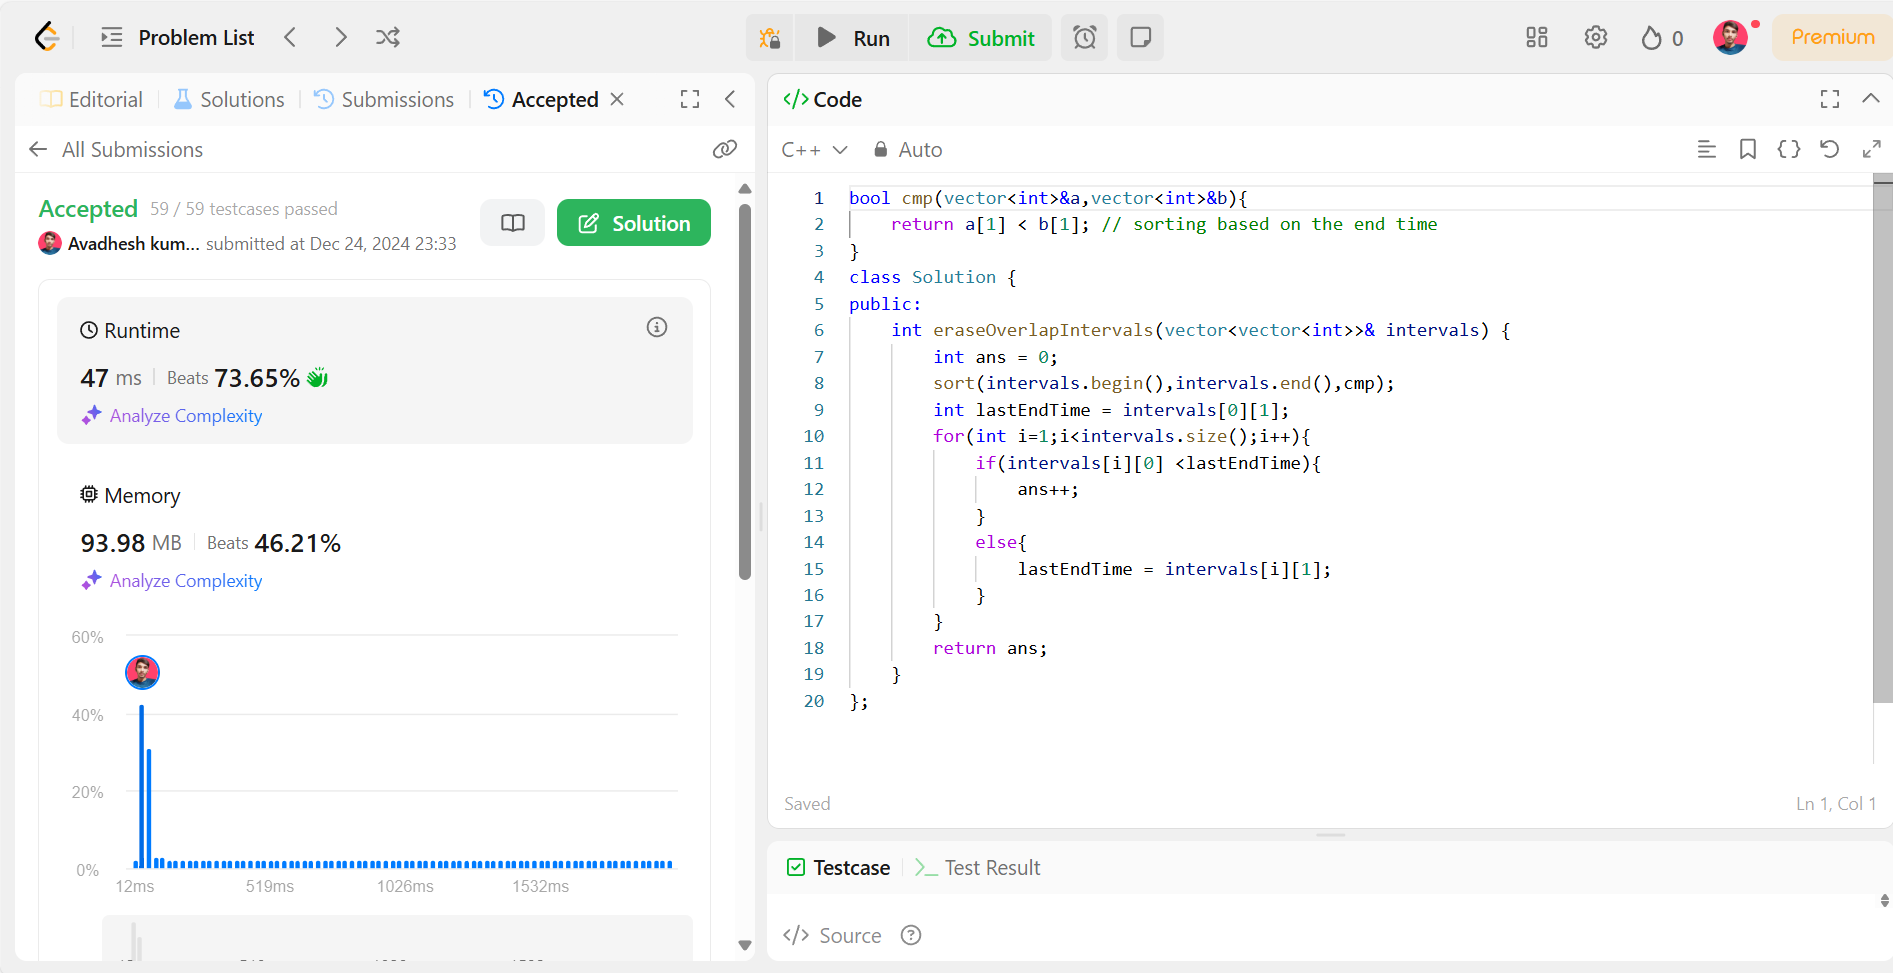 Problem List
Run
Submit
0
Premium
Editorial
Solutions
Submissions
Accepted
All Submissions
Accepted 59 / 59 testcases passed
Avadhesh kum... submitted at Dec 24, 2024 23:33
Solution
Runtime
47 ms Beats 73.65%
Analyze Complexity
Memory
93.98 MB Beats 46.21%
Analyze Complexity
60%
40%
20%
0%
12ms 519ms 1026ms 1532ms
</> Code
C++ Auto
1 bool cmp(vector<int>&a,vector<int>&b){
2     return a[1] < b[1]; // sorting based on the end time
3 }
4 class Solution {
5 public:
6     int eraseOverlapIntervals(vector<vector<int>>& intervals) {
7         int ans = 0;
8         sort(intervals.begin(),intervals.end(),cmp);
9         int lastEndTime = intervals[0][1];
10         for(int i=1;i<intervals.size();i++){
11             if(intervals[i][0] <lastEndTime){
12                 ans++;
13             }
14             else{
15                 lastEndTime = intervals[i][1];
16             }
17         }
18         return ans;
19     }
20 };
Saved
Ln 1, Col 1
Testcase
Test Result
</> Source